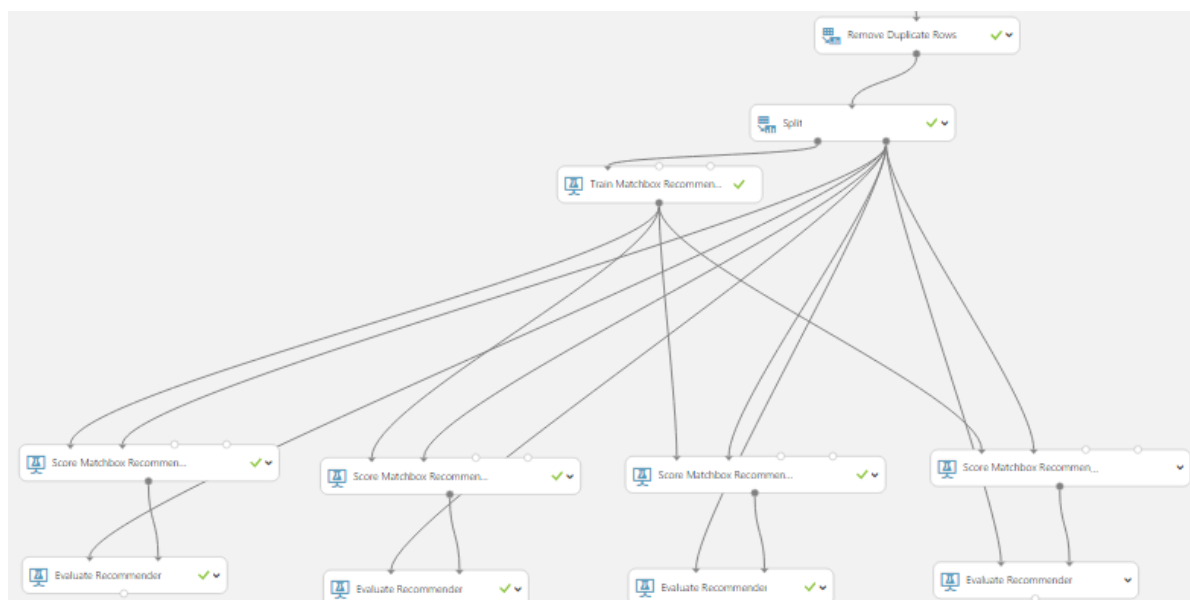 Remove Duplicate Rows
Split
Train Matchbox Recommen...
Score Matchbox Recommen...
Score Matchbox Recommen...
Score Matchbox Recommen...
Score Matchbox Recommen...
Evaluate Recommender
Evaluate Recommender
Evaluate Recommender
Evaluate Recommender